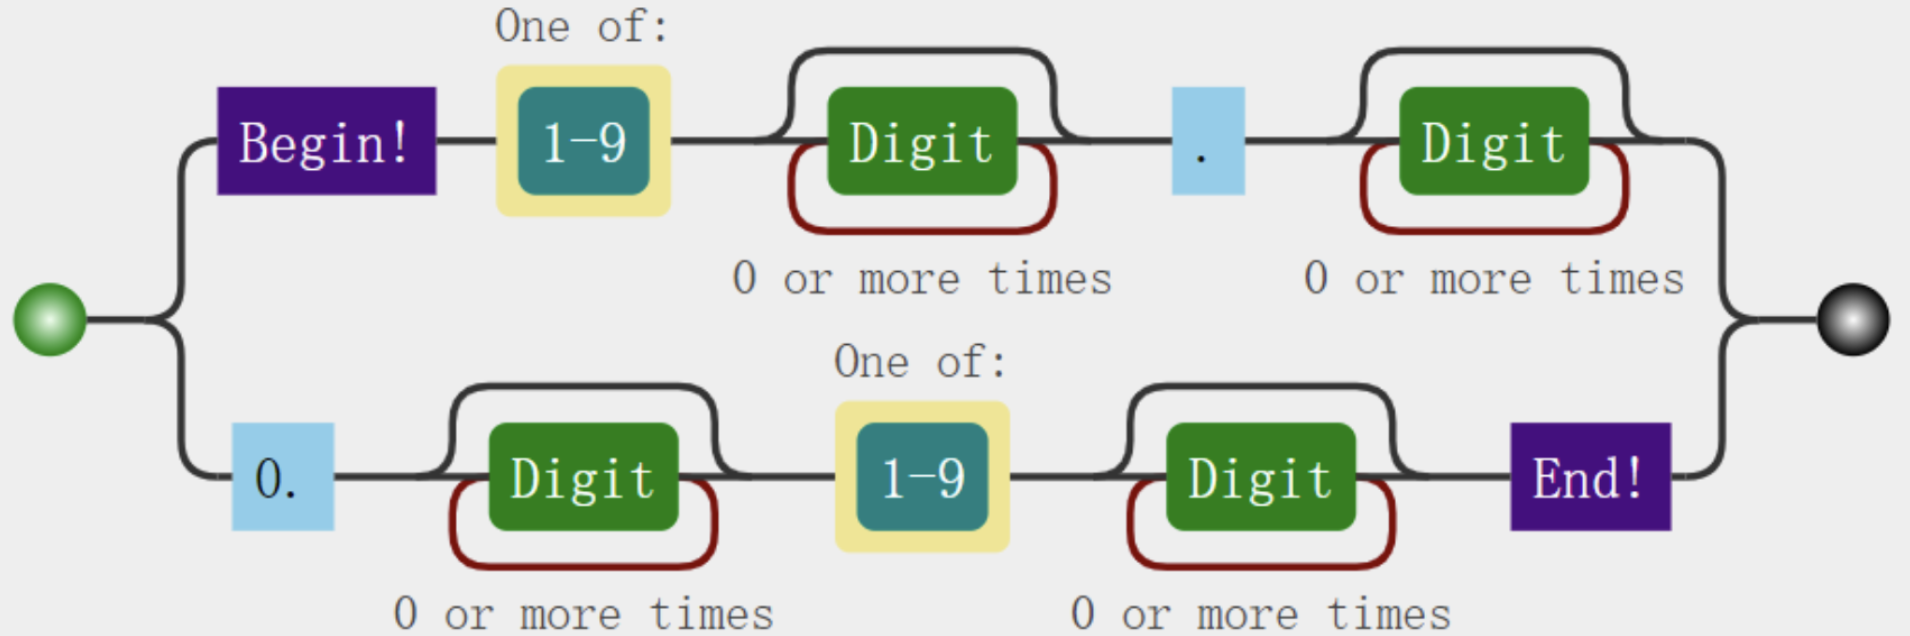 One of:
Begin! 1-9 Digit . Digit
0 or more times 0 or more times
One of:
0. Digit 1-9 Digit End!
0 or more times 0 or more times